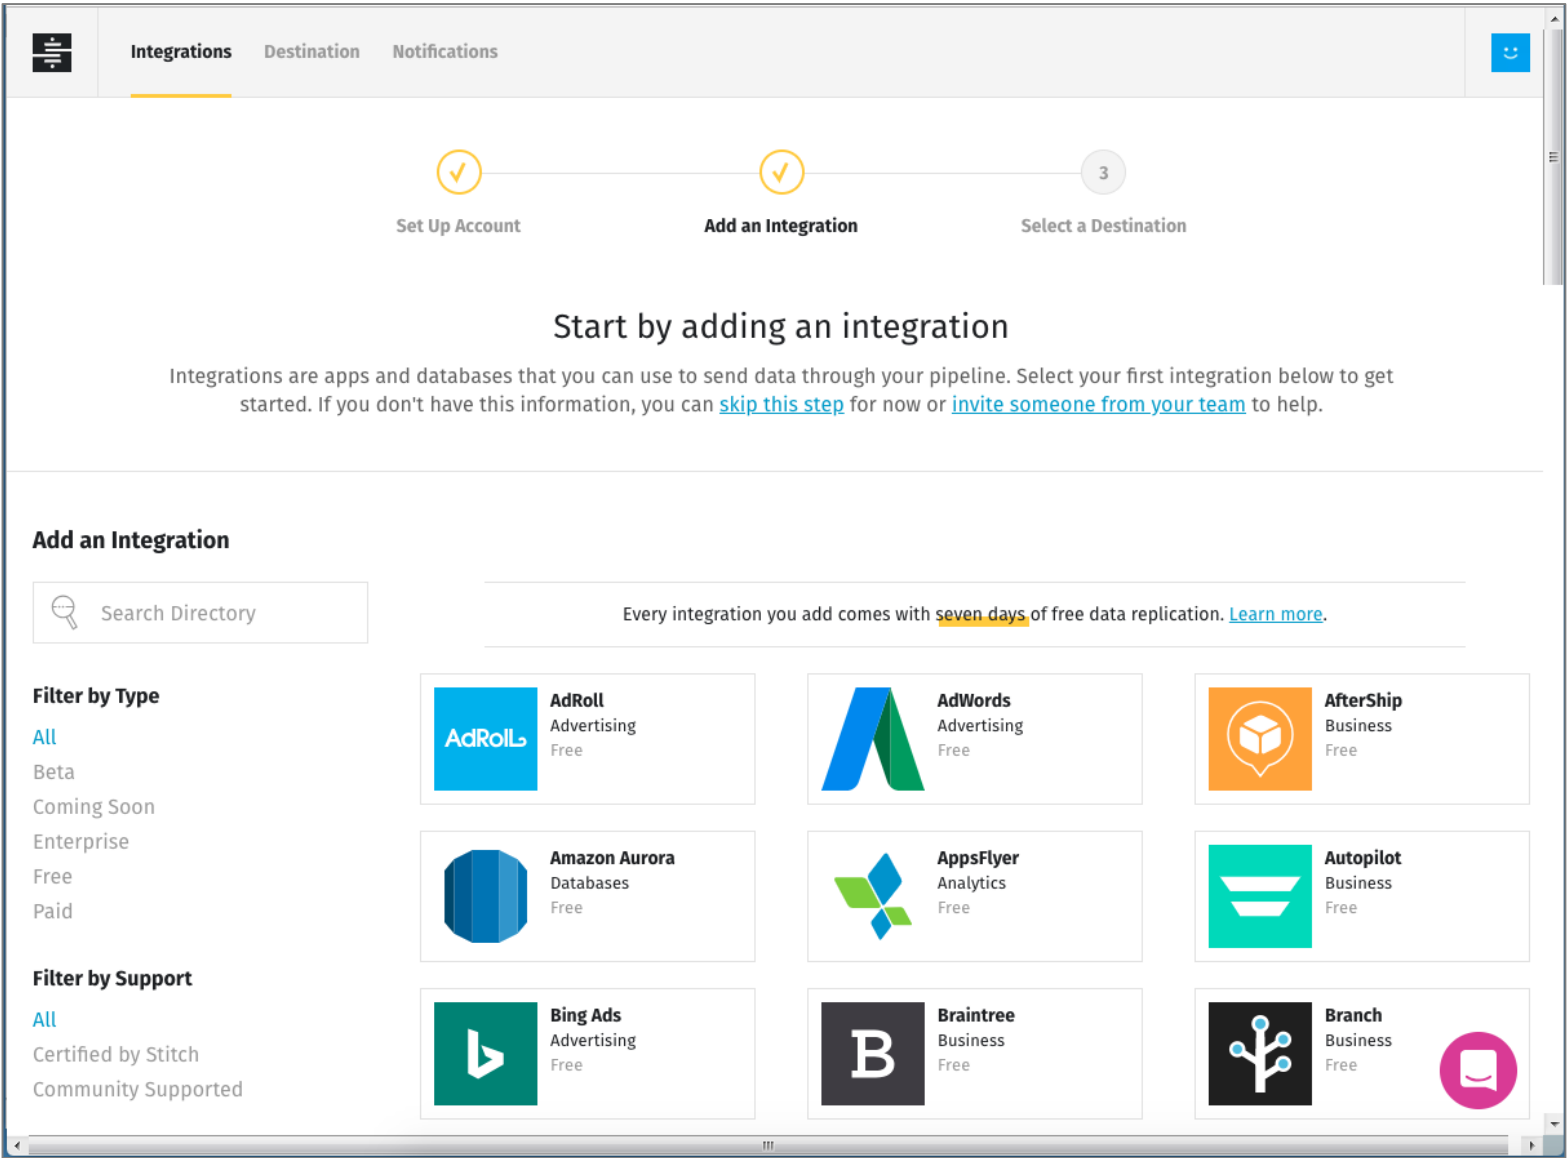 Integrations Destination Notifications
3
Set Up Account Add an Integration Select a Destination
Start by adding an integration
Integrations are apps and databases that you can use to send data through your pipeline. Select your first integration below to get
started. If you don't have this information, you can skip this step for now or invite someone from your team to help.
Add an Integration
Search Directory
Every integration you add comes with seven days of free data replication. Learn more.
Filter by Type
All
Beta
Coming Soon
Enterprise
Free
Paid
Filter by Support
All
Certified by Stitch
Community Supported
AdRoll
AdRoll
Advertising
Free
AdWords
Advertising
Free
AfterShip
Business
Free
Amazon Aurora
Databases
Free
AppsFlyer
Analytics
Free
Autopilot
Business
Free
Bing Ads
Advertising
Free
B
Braintree
Business
Free
Branch
Business
Free